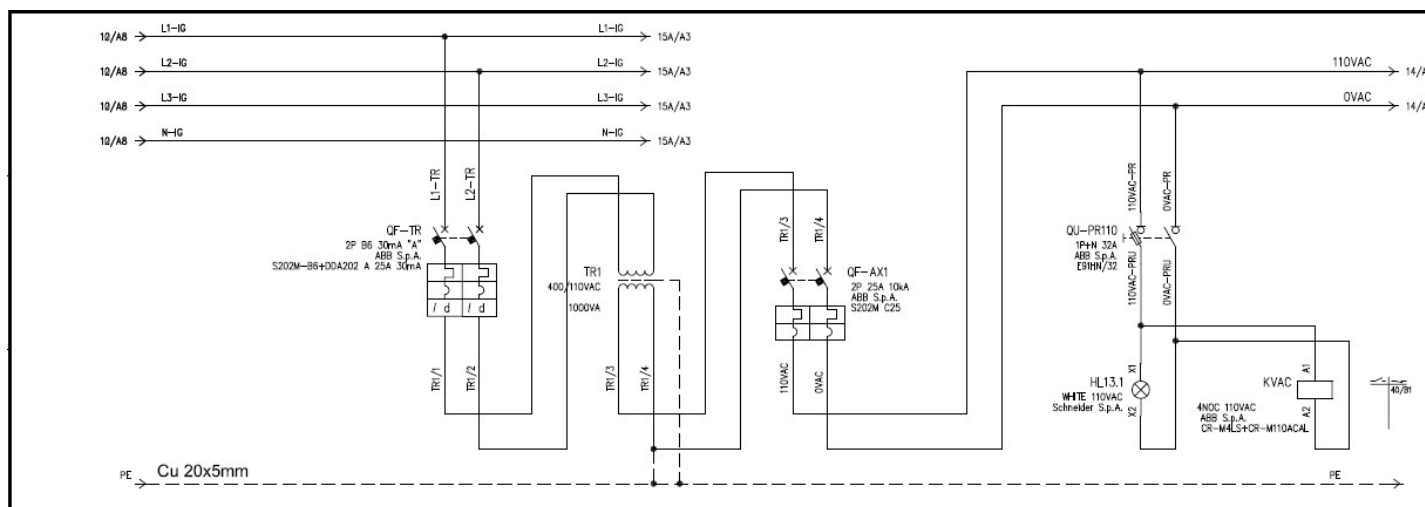 12/A8 L1-IG L1-IG 15A/A3
12/A8 L2-IG L2-IG 15A/A3
12/A8 L3-IG L3-IG 15A/A3
12/A8 N-IG N-IG 15A/A3
110VAC 14/A
0VAC 14/A
L1-TR
L2-TR
QF-TR
2P B6 30mA "A"
ABB S.p.A.
S202M-B6+DDA202 A 25A 30mA
/ d / d
TR1/1
TR1/2
TR1
400/110VAC
1000VA
TR1/3
TR1/4
TR1/3
TR1/4
QF-AX1
2P 25A 10kA
ABB S.p.A.
S202M C25
110VAC
0VAC
110VAC-PR
0VAC-PR
QU-PR110
1P+N 32A
ABB S.p.A.
E91HN/32
110VAC-PRU
0VAC-PRU
X1
HL13.1
WHITE 110VAC
Schneider S.p.A.
X2
A1
KVAC
4NOC 110VAC
ABB S.p.A.
CR-M4LS+CR-M110ACAL
A2
40/B1
PE Cu 20x5mm PE